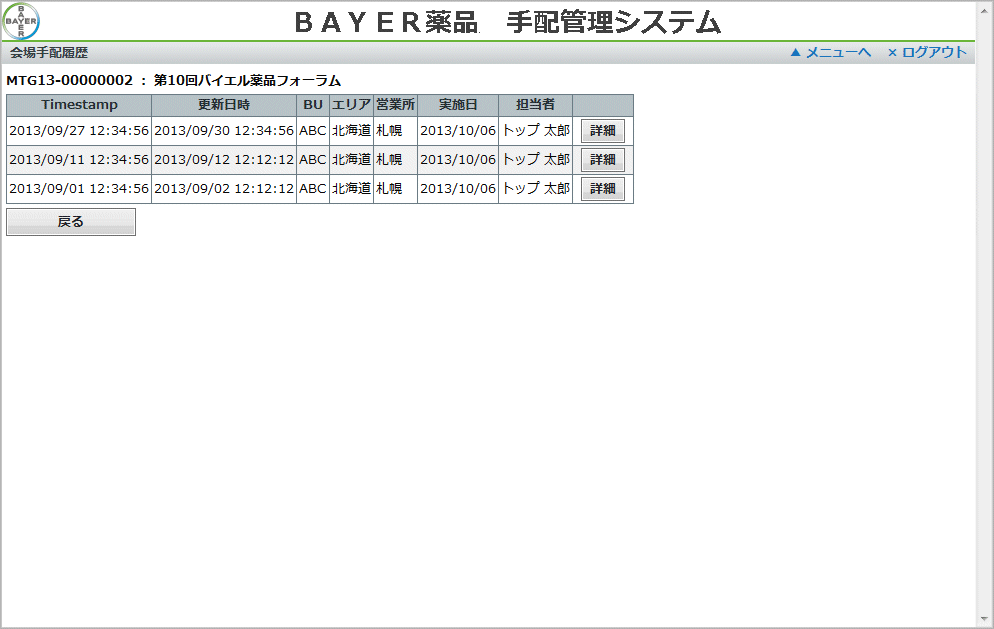 BAYER
BAYER
ＢＡＹＥＲ薬品　手配管理システム
会場手配履歴 ▲ メニューへ × ログアウト
MTG13-00000002 : 第10回バイエル薬品フォーラム
Timestamp 更新日時 BU エリア 営業所 実施日 担当者
2013/09/27 12:34:56 2013/09/30 12:34:56 ABC 北海道 札幌 2013/10/06 トップ 太郎 詳細
2013/09/11 12:34:56 2013/09/12 12:12:12 ABC 北海道 札幌 2013/10/06 トップ 太郎 詳細
2013/09/01 12:34:56 2013/09/02 12:12:12 ABC 北海道 札幌 2013/10/06 トップ 太郎 詳細
戻る